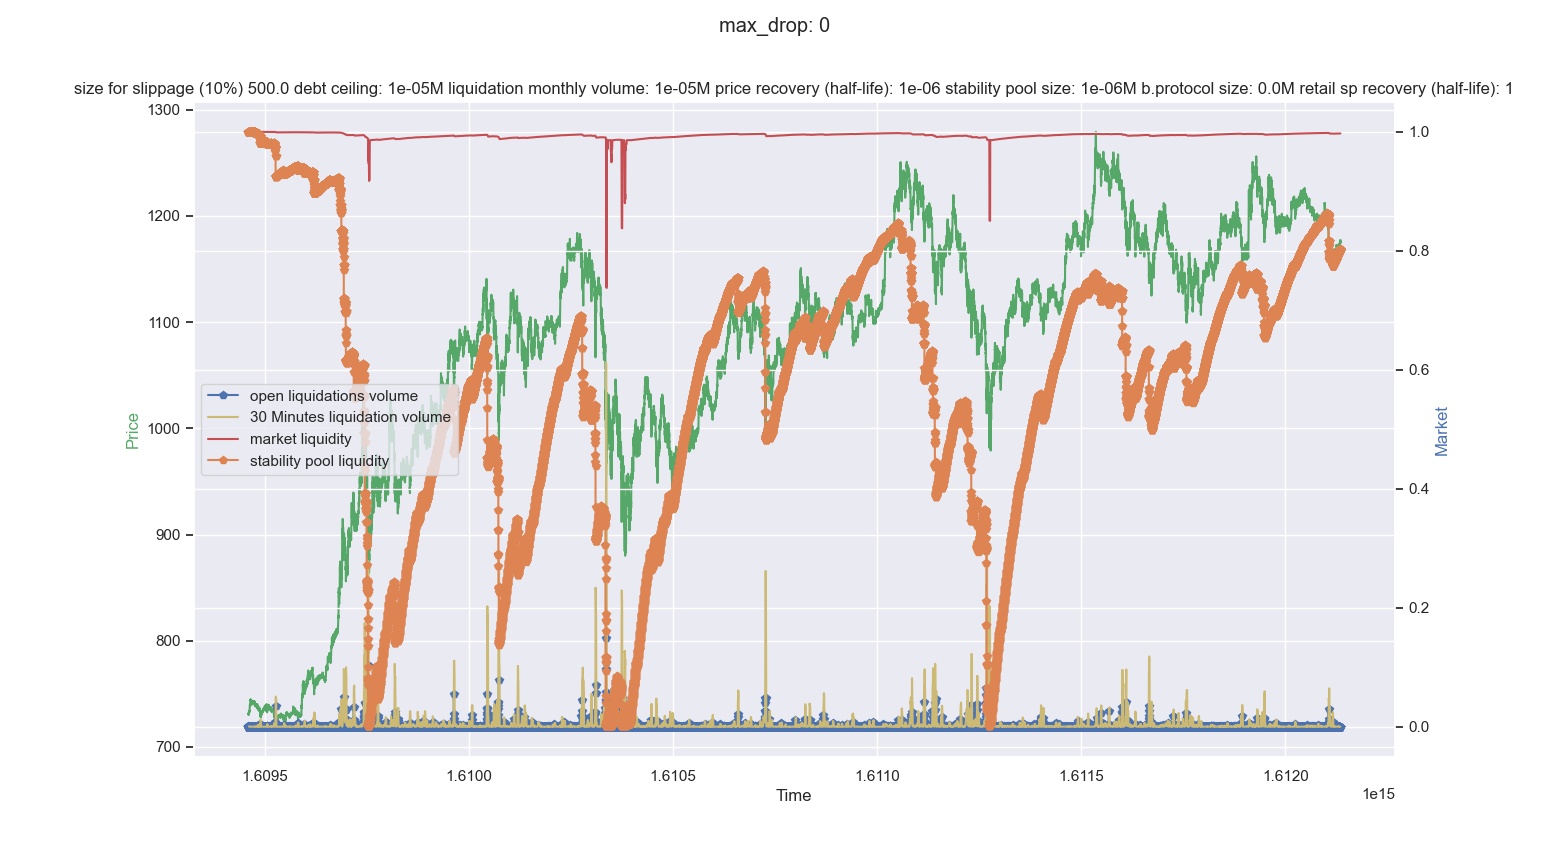 max_drop: 0
size for slippage (10%) 500.0 debt ceiling: 1e-05M liquidation monthly volume: 1e-05M price recovery (half-life): 1e-06 stability pool size: 1e-06M b.protocol size: 0.0M retail sp recovery (half-life): 1
1300
1200
1100
1000
900
800
700
Price
1.0
0.8
0.6
0.4
0.2
0.0
Market
open liquidations volume
30 Minutes liquidation volume
market liquidity
stability pool liquidity
1.6095
1.6100
1.6105
1.6110
1.6115
1.6120
Time
1e15